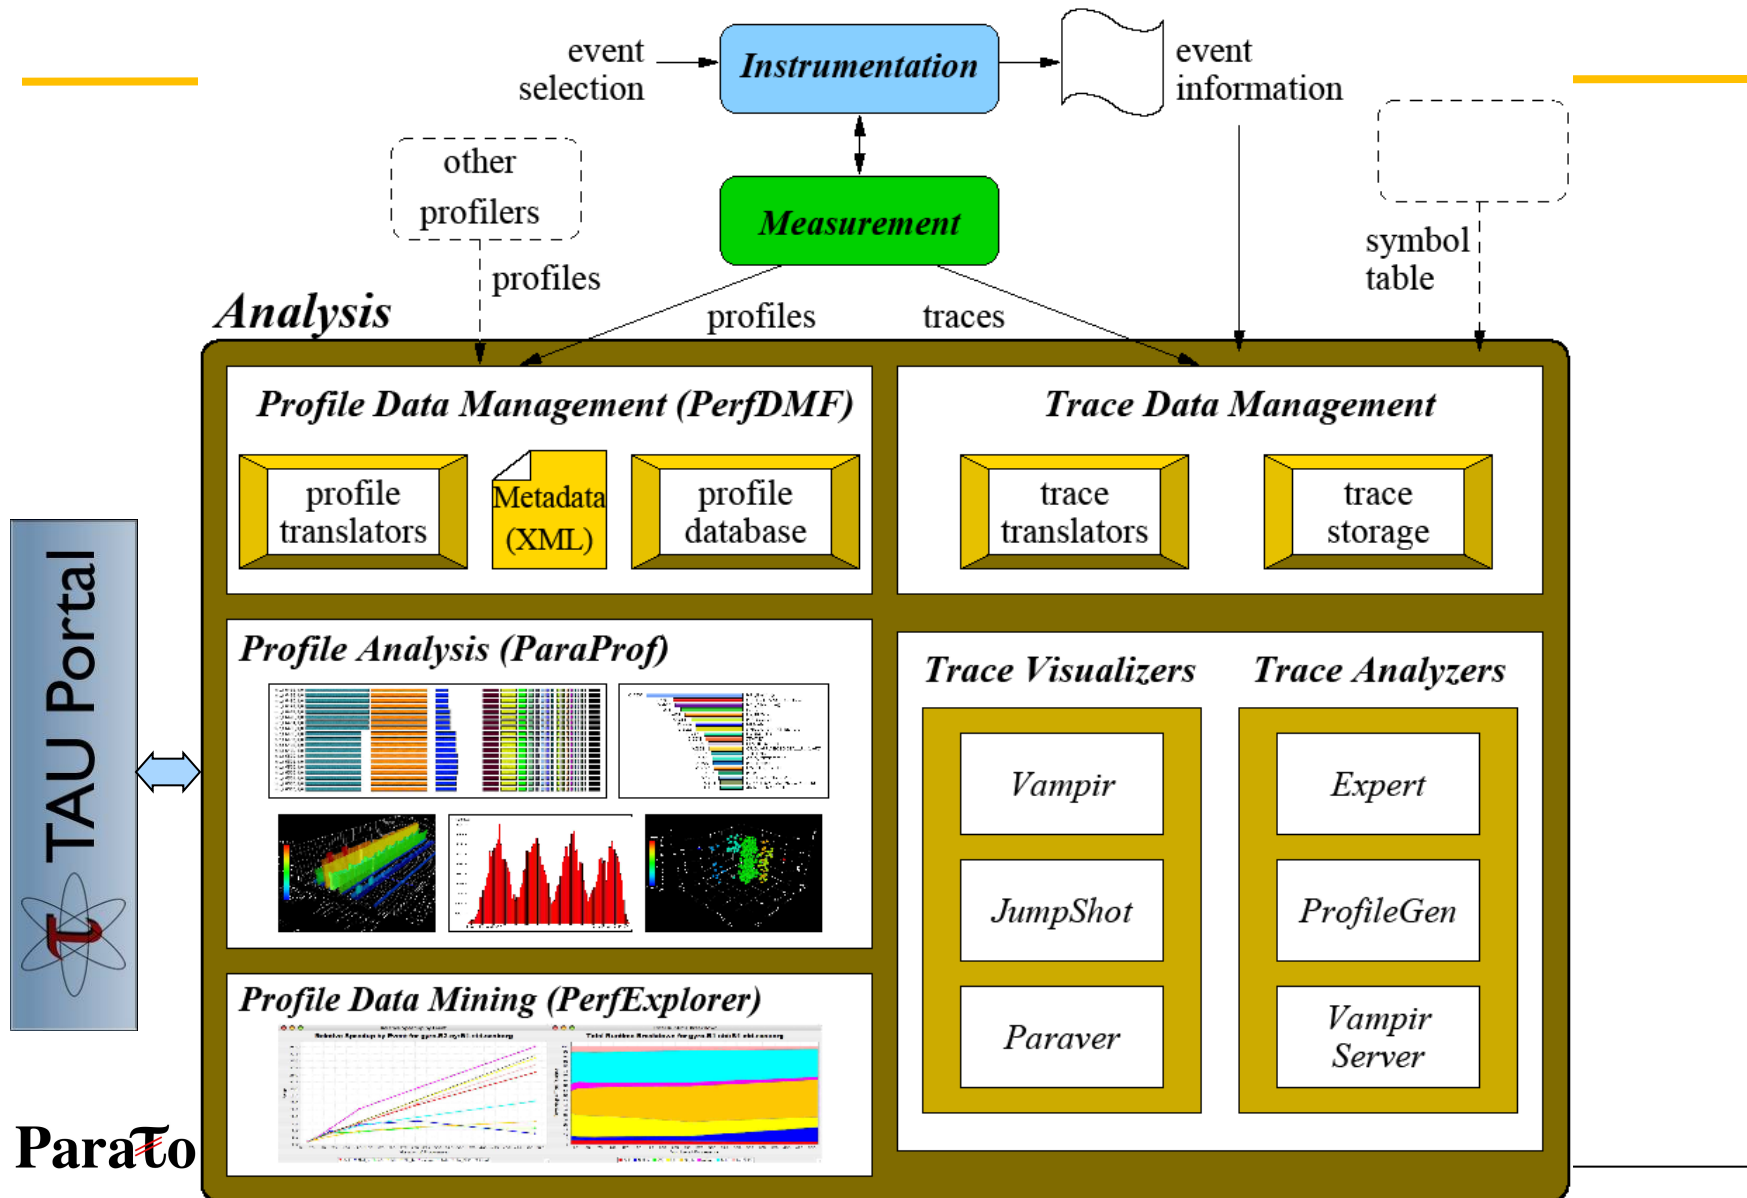 event
selection
Instrumentation
event
information
other
profilers
Measurement
profiles
symbol
table
profiles
traces
Analysis
Profile Data Management (PerfDMF)
profile
translators
Metadata
(XML)
profile
database
Trace Data Management
trace
translators
trace
storage
TAU Portal
Profile Analysis (ParaProf)
Trace Visualizers
Trace Analyzers
Vampir
Expert
JumpShot
ProfileGen
Paraver
Vampir
Server
Profile Data Mining (PerfExplorer)
ParaTo